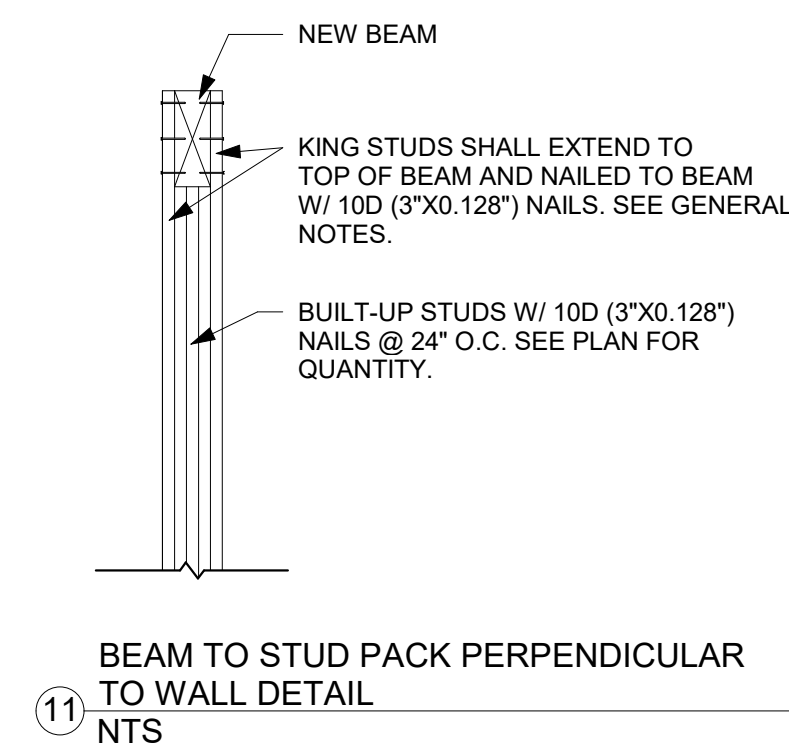 NEW BEAM
KING STUDS SHALL EXTEND TO
TOP OF BEAM AND NAILED TO BEAM
W/ 10D (3"X0.128") NAILS. SEE GENERAL
NOTES.
BUILT-UP STUDS W/ 10D (3"X0.128")
NAILS @ 24" O.C. SEE PLAN FOR
QUANTITY.
BEAM TO STUD PACK PERPENDICULAR
TO WALL DETAIL
11
NTS